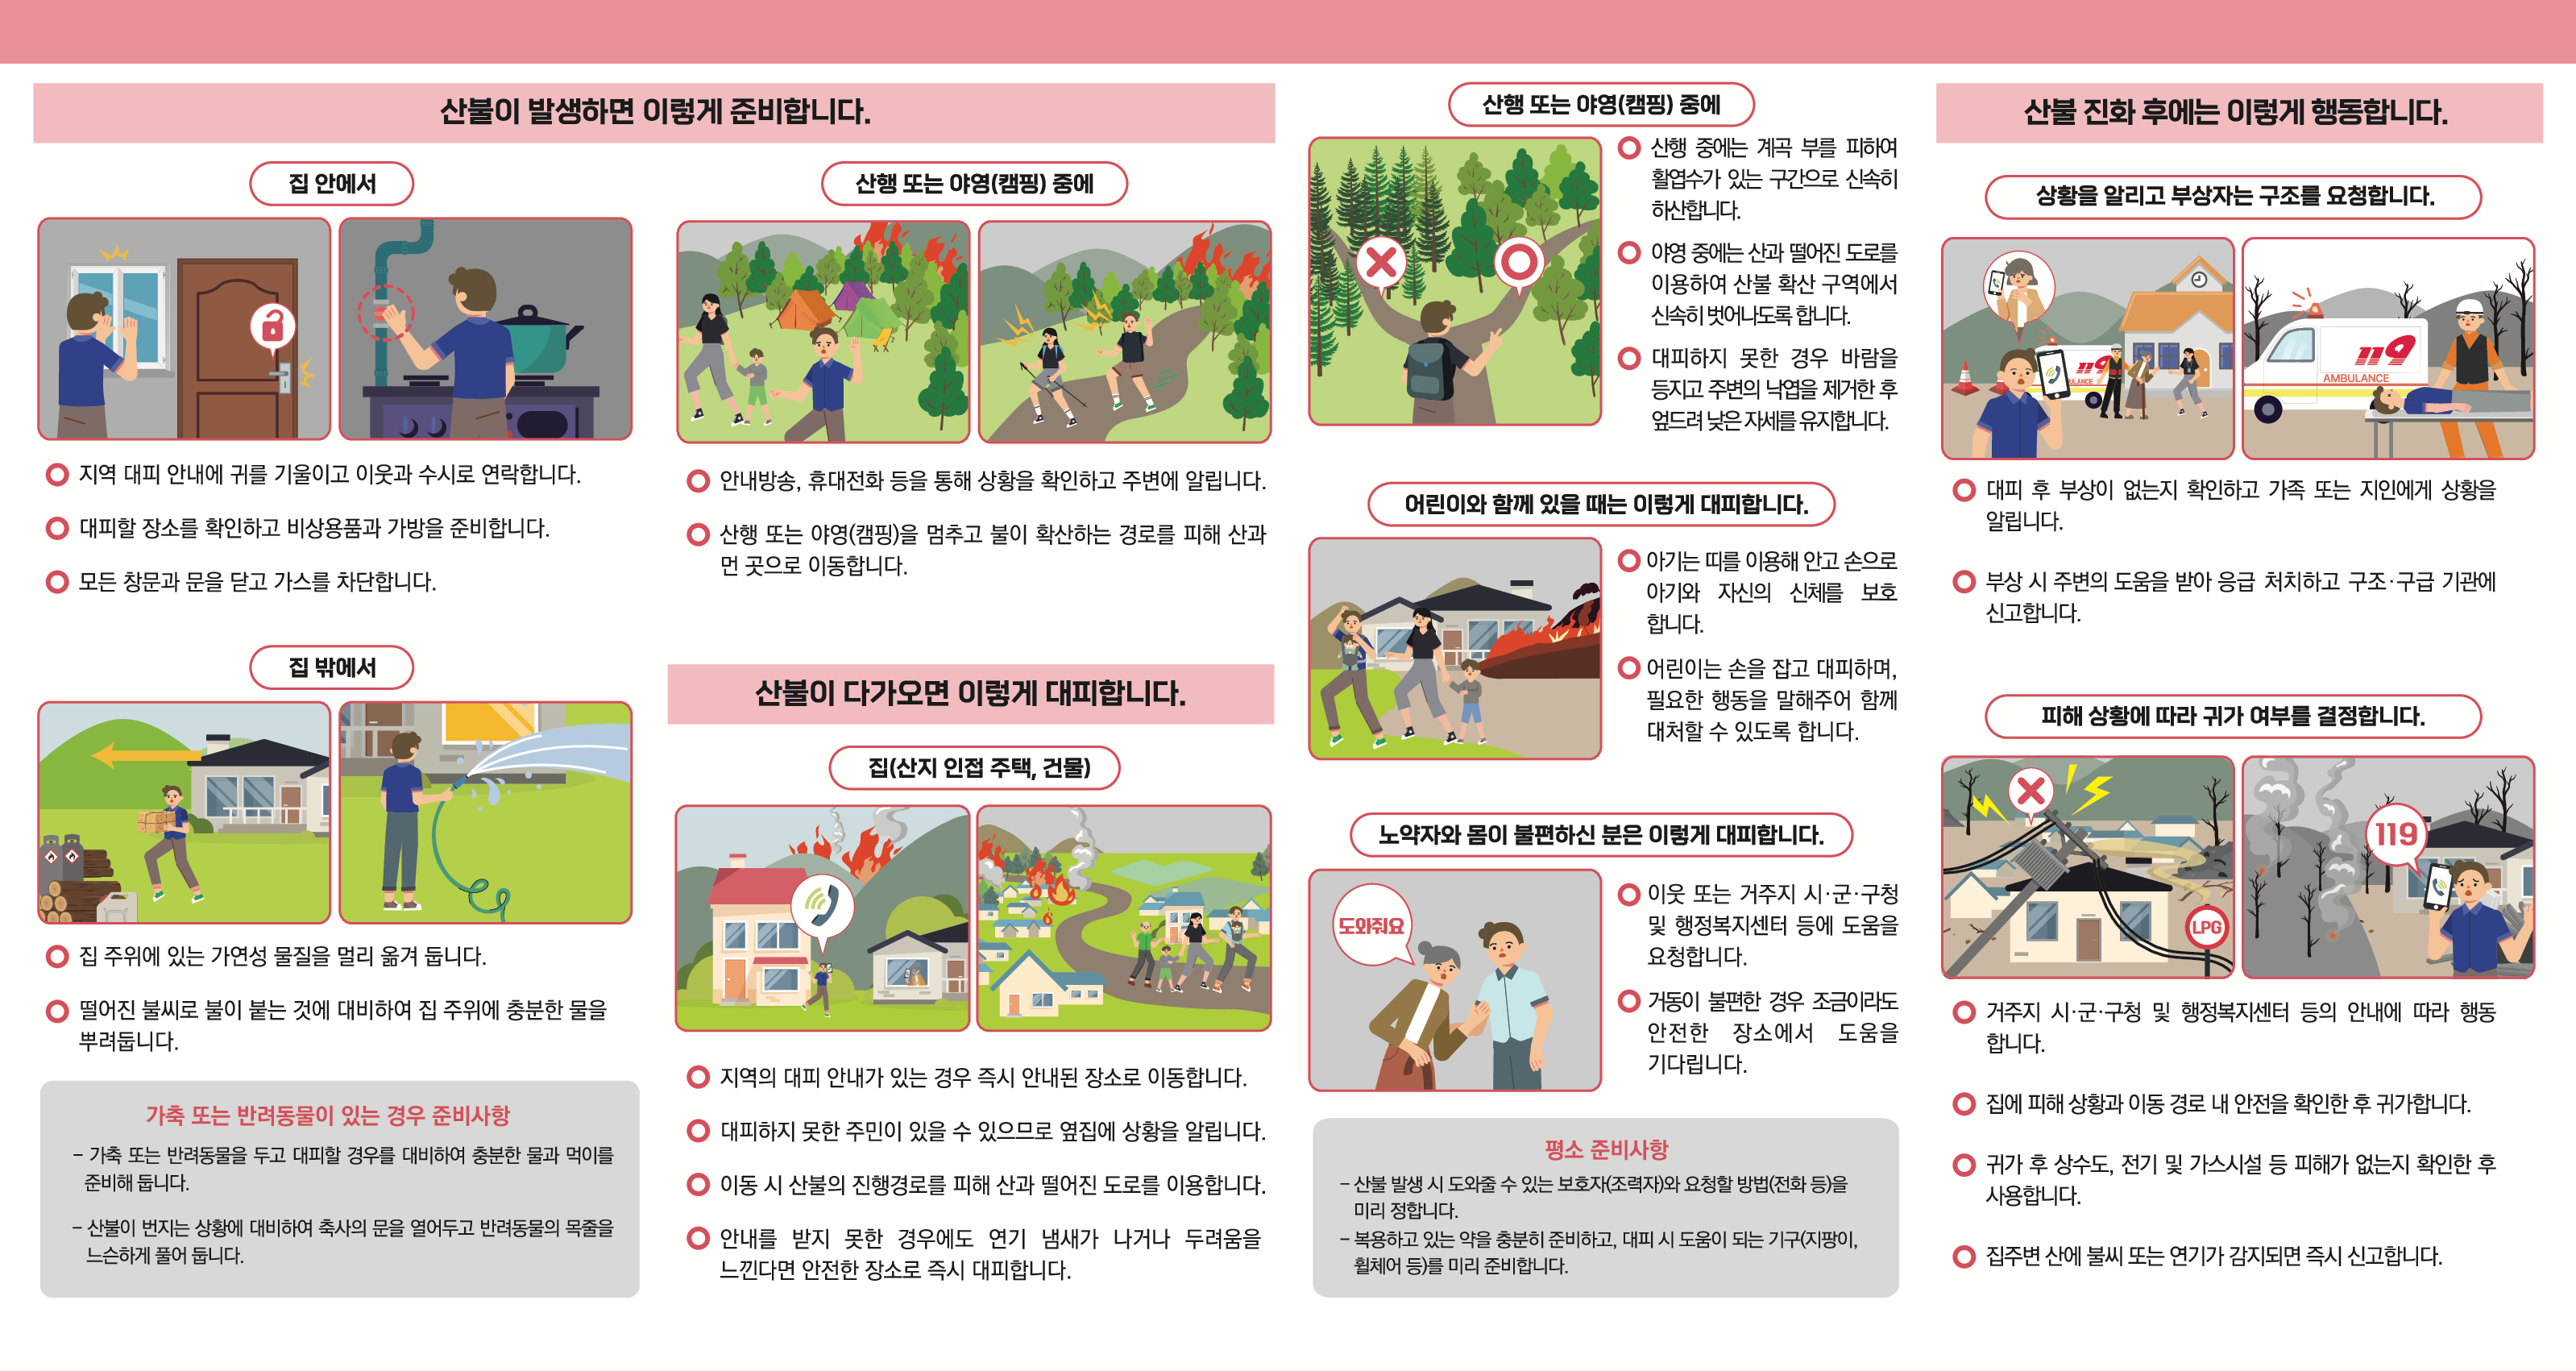 산불이 발생하면 이렇게 준비합니다.
집 안에서
지역 대피 안내에 귀를 기울이고 이웃과 수시로 연락합니다.
대피할 장소를 확인하고 비상용품과 가방을 준비합니다.
모든 창문과 문을 닫고 가스를 차단합니다.
집 밖에서
집 주위에 있는 가연성 물질을 멀리 옮겨 둡니다.
떨어진 불씨로 불이 붙는 것에 대비하여 집 주위에 충분한 물을
뿌려둡니다.
가축 또는 반려동물이 있는 경우 준비사항
– 가축 또는 반려동물을 두고 대피할 경우를 대비하여 충분한 물과 먹이를
준비해 둡니다.
– 산불이 번지는 상황에 대비하여 축사의 문을 열어두고 반려동물의 목줄을
느슨하게 풀어 둡니다.
산행 또는 야영(캠핑) 중에
안내방송, 휴대전화 등을 통해 상황을 확인하고 주변에 알립니다.
산행 또는 야영(캠핑)을 멈추고 불이 확산하는 경로를 피해 산과
먼 곳으로 이동합니다.
산불이 다가오면 이렇게 대피합니다.
집(산지 인접 주택, 건물)
지역의 대피 안내가 있는 경우 즉시 안내된 장소로 이동합니다.
대피하지 못한 주민이 있을 수 있으므로 옆집에 상황을 알립니다.
이동 시 산불의 진행경로를 피해 산과 떨어진 도로를 이용합니다.
안내를 받지 못한 경우에도 연기 냄새가 나거나 두려움을
느낀다면 안전한 장소로 즉시 대피합니다.
산행 또는 야영(캠핑) 중에
산행 중에는 계곡 부를 피하여
활엽수가 있는 구간으로 신속히
하산합니다.
야영 중에는 산과 떨어진 도로를
이용하여 산불 확산 구역에서
신속히 벗어나도록 합니다.
대피하지 못한 경우 바람을
등지고 주변의 낙엽을 제거한 후
엎드려 낮은 자세를 유지합니다.
어린이와 함께 있을 때는 이렇게 대피합니다.
아기는 띠를 이용해 안고 손으로
아기와 자신의 신체를 보호
합니다.
어린이는 손을 잡고 대피하며,
필요한 행동을 말해주어 함께
대처할 수 있도록 합니다.
노약자와 몸이 불편하신 분은 이렇게 대피합니다.
도와줘요
이웃 또는 거주지 시·군·구청
및 행정복지센터 등에 도움을
요청합니다.
거동이 불편한 경우 조금이라도
안전한 장소에서 도움을
기다립니다.
평소 준비사항
– 산불 발생 시 도와줄 수 있는 보호자(조력자)와 요청할 방법(전화 등)을
미리 정합니다.
– 복용하고 있는 약을 충분히 준비하고, 대피 시 도움이 되는 기구(지팡이,
휠체어 등)를 미리 준비합니다.
산불 진화 후에는 이렇게 행동합니다.
상황을 알리고 부상자는 구조를 요청합니다.
119
ULANCE
119
AMBULANCE
대피 후 부상이 없는지 확인하고 가족 또는 지인에게 상황을
알립니다.
부상 시 주변의 도움을 받아 응급 처치하고 구조·구급 기관에
신고합니다.
피해 상황에 따라 귀가 여부를 결정합니다.
LPG
119
거주지 시·군·구청 및 행정복지센터 등의 안내에 따라 행동
합니다.
집에 피해 상황과 이동 경로 내 안전을 확인한 후 귀가합니다.
귀가 후 상수도, 전기 및 가스시설 등 피해가 없는지 확인한 후
사용합니다.
집주변 산에 불씨 또는 연기가 감지되면 즉시 신고합니다.